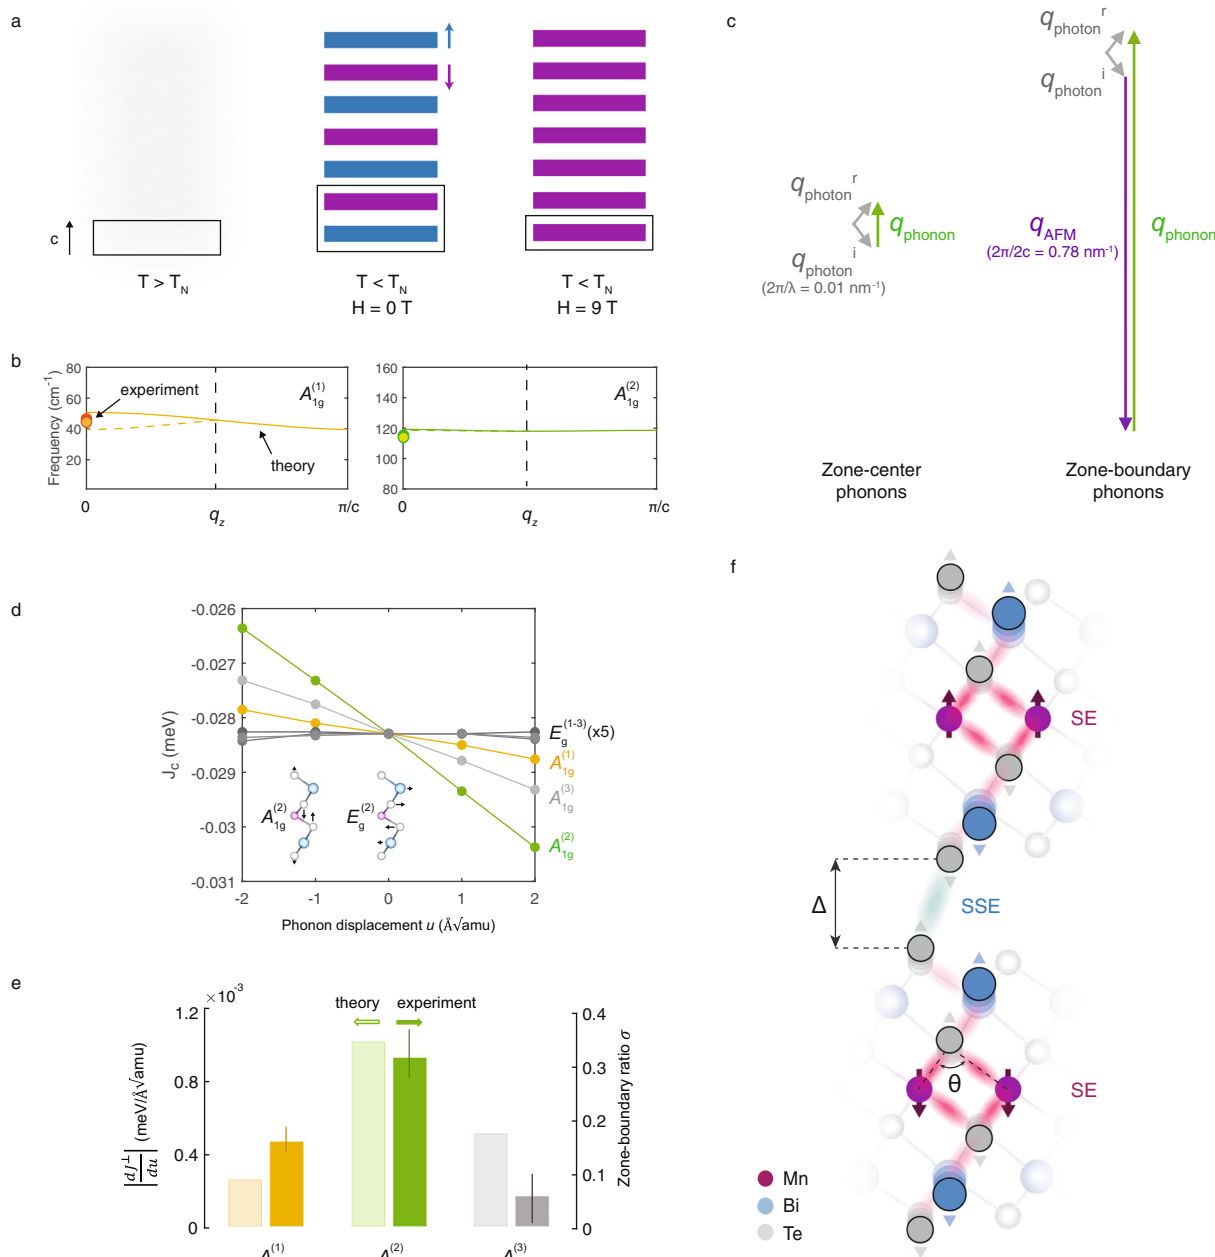 a
c
T > T_N
T < T_N
H = 0 T
T < T_N
H = 9 T
b
Frequency (cm⁻¹)
80
60
40
20
0
experiment
theory
A_1g^(1)
0
q_z
π/c
160
140
120
100
80
A_1g^(2)
0
q_z
π/c
c
q_photon^r
q_photon^i
(2π/λ = 0.01 nm⁻¹)
q_phonon
Zone-center
phonons
q_photon^r
q_photon^i
q_AFM
(2π/2c = 0.78 nm⁻¹)
q_phonon
Zone-boundary
phonons
d
J_c (meV)
-0.026
-0.027
-0.028
-0.029
-0.03
-0.031
-2
-1
0
1
2
Phonon displacement u (Å√amu)
E_g^(1-3)(x5)
A_1g^(1)
A_1g^(3)
A_1g^(2)
A_1g^(2)
E_g^(2)
e
×10⁻³
1.2
0.8
0.4
0
|dJ^⊥/du| (meV/Å√amu)
theory
experiment
0.4
0.3
0.2
0.1
0
Zone-boundary ratio σ
A^(1)
A^(2)
A^(3)
f
SE
Δ
SSE
θ
SE
Mn
Bi
Te